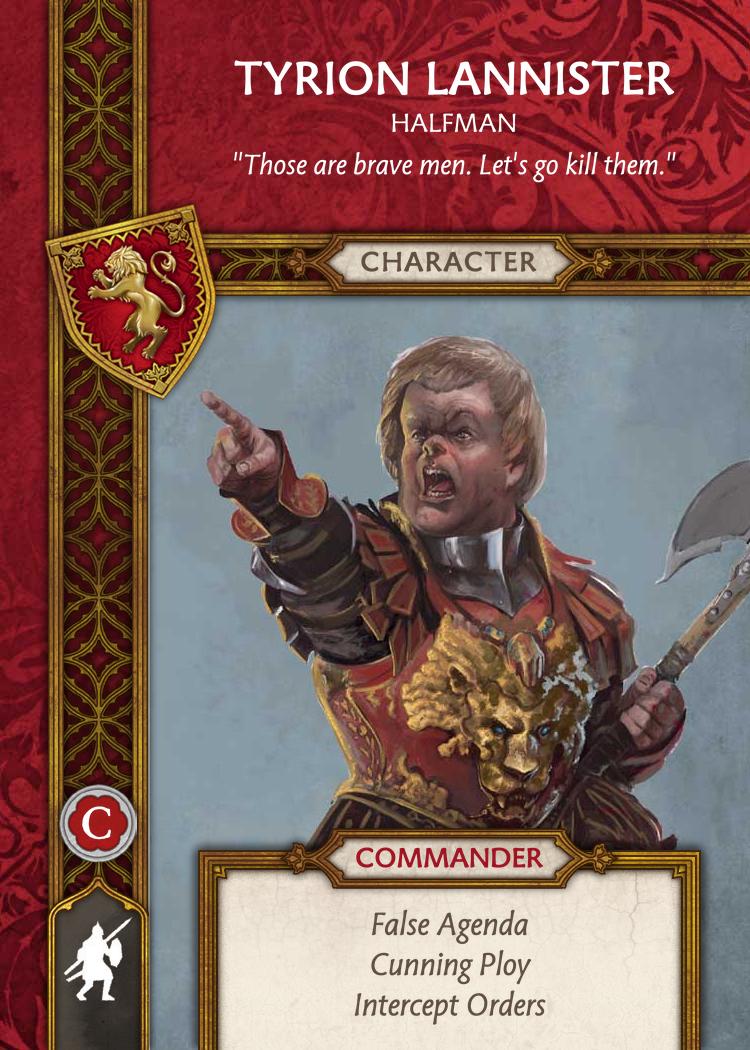 TYRION LANNISTER
HALFMAN
"Those are brave men. Let's go kill them."
CHARACTER
C
COMMANDER
False Agenda
Cunning Ploy
Intercept Orders